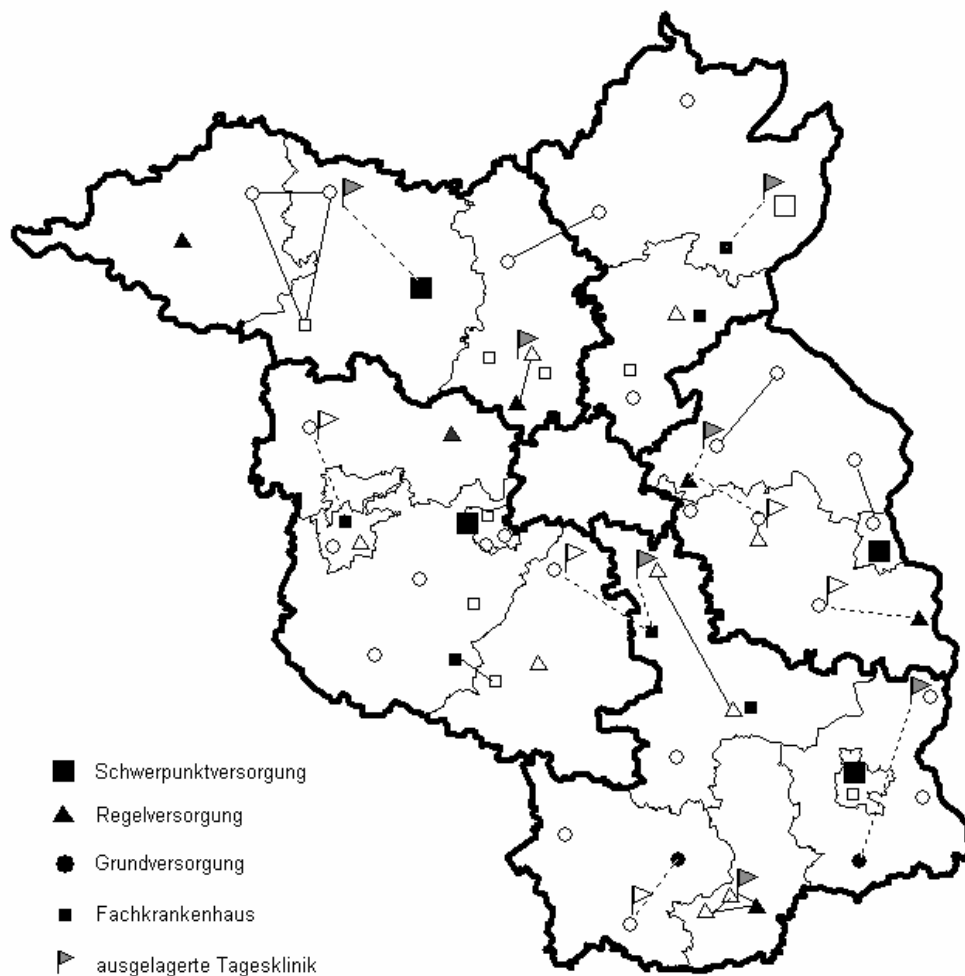 Schwerpunktversorgung
Regelversorgung
Grundversorgung
Fachkrankenhaus
ausgelagerte Tagesklinik